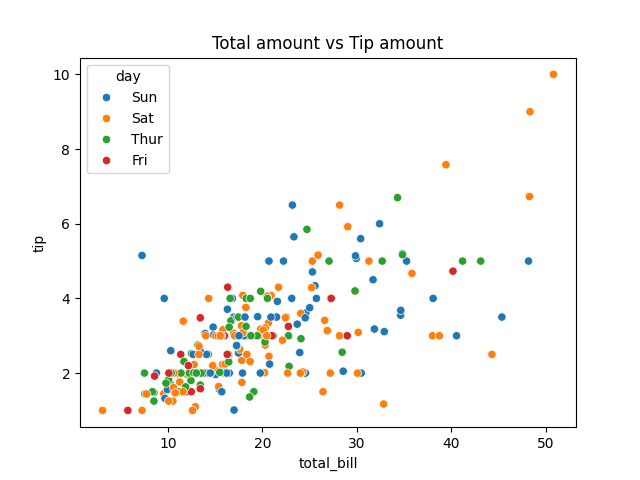 Total amount vs Tip amount
day
Sun
Sat
Thur
Fri
10
8
6
4
2
tip
10
20
30
40
50
total_bill